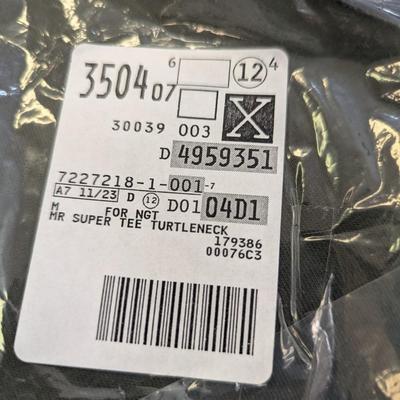 6 12 4
3504 07
X
30039 003
D 4959351
7227218-1-001-7
A7 11/23 D 12 D01 04D1
M FOR NGT
MR SUPER TEE TURTLENECK
179386
00076C3